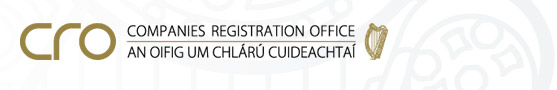 cro
COMPANIES REGISTRATION OFFICE
AN OIFIG UM CHLÁRÚ CUIDEACHTAÍ